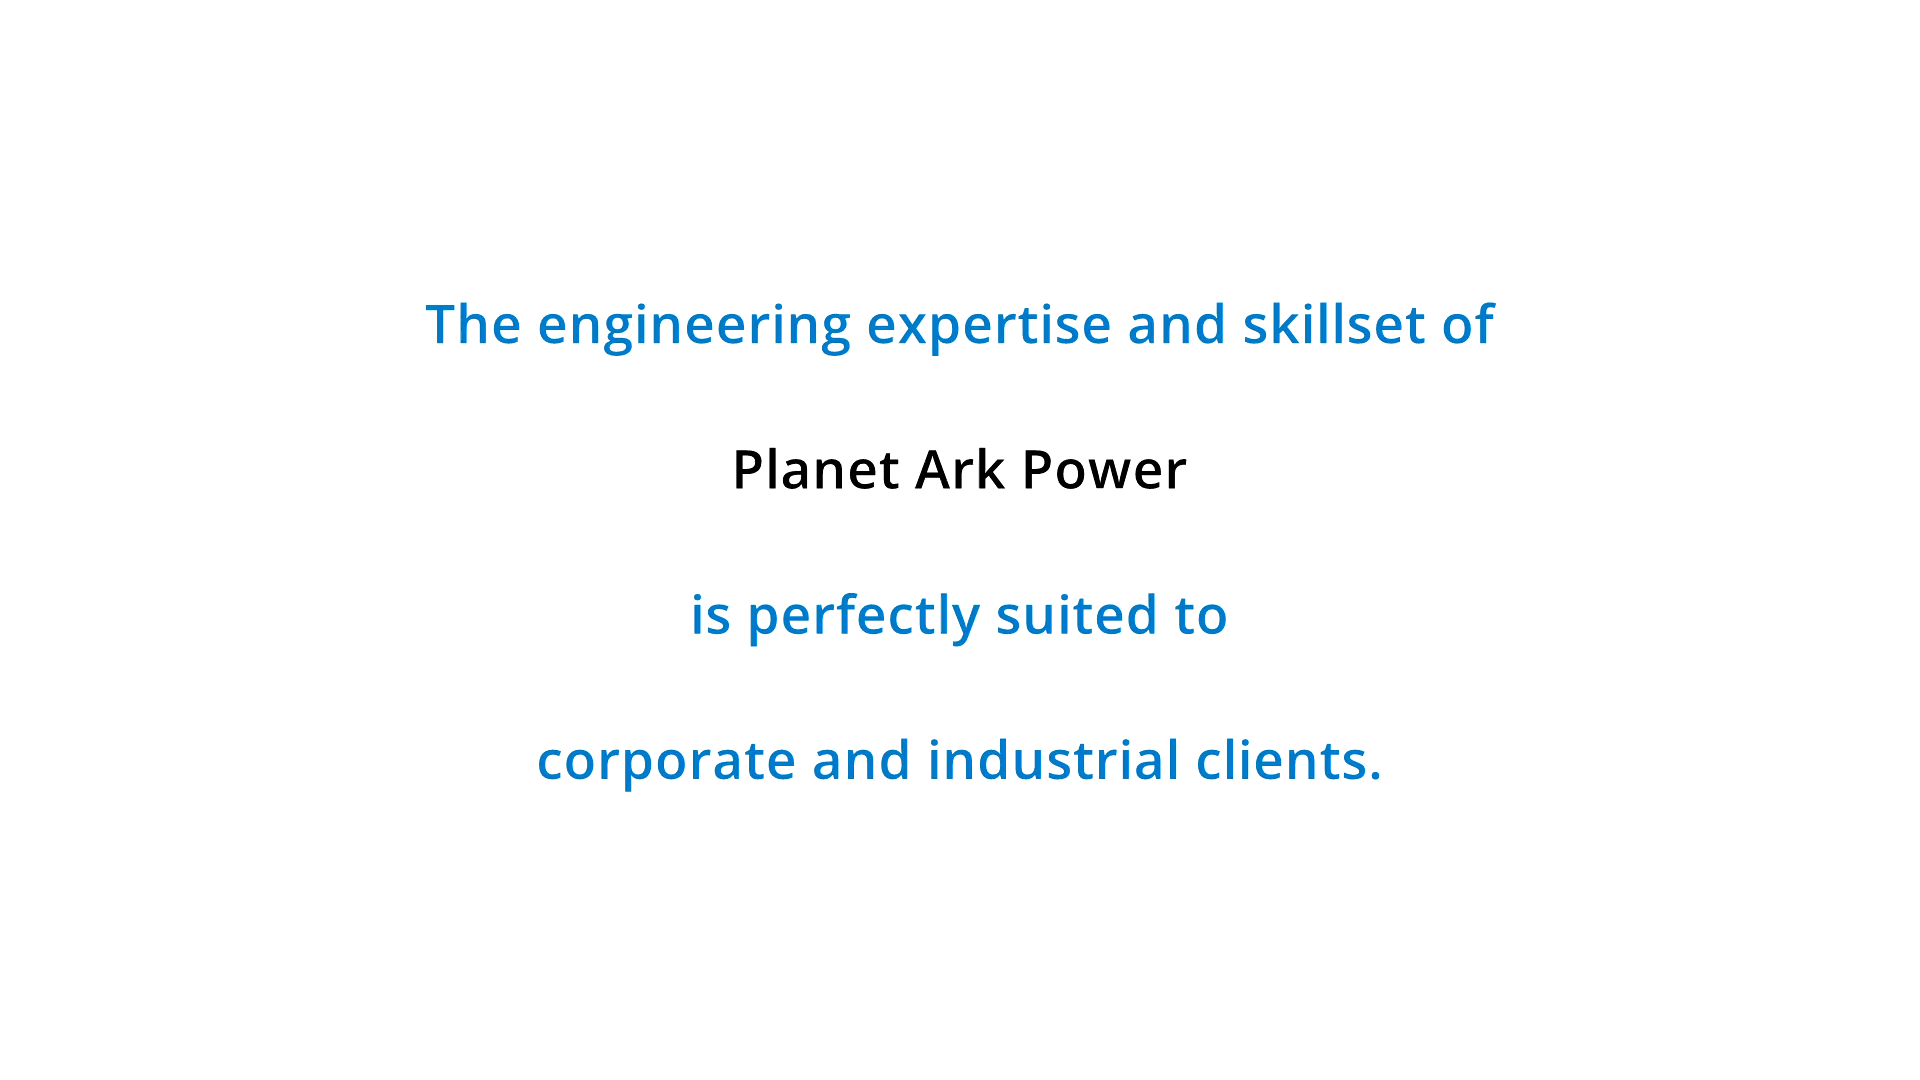 The engineering expertise and skillset of
Planet Ark Power
is perfectly suited to
corporate and industrial clients.